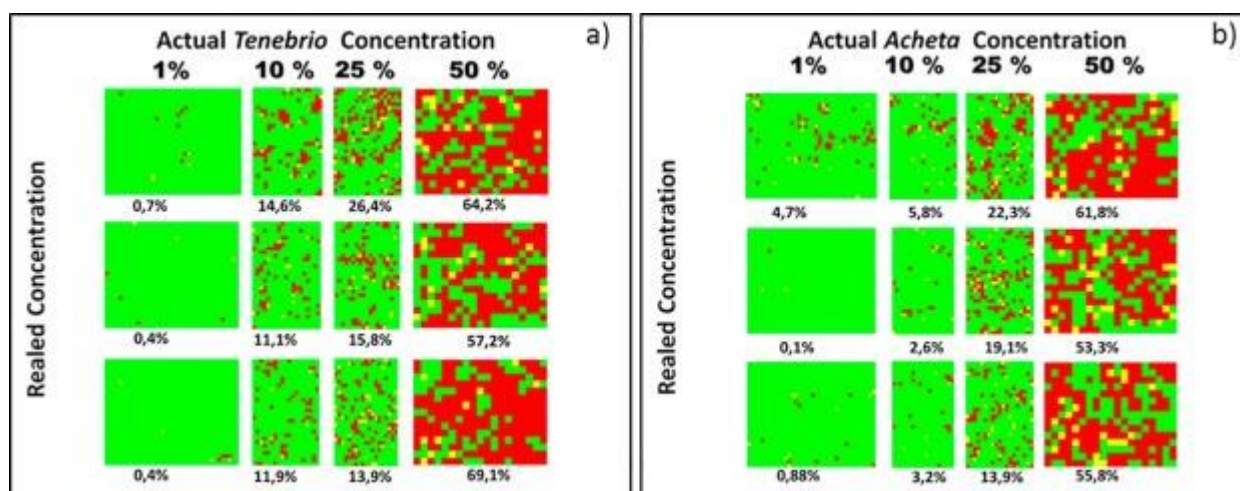 Actual Tenebrio Concentration
a)
1% 10 % 25 % 50 %
Realed Concentration
0,7% 14,6% 26,4% 64,2%
0,4% 11,1% 15,8% 57,2%
0,4% 11,9% 13,9% 69,1%
Actual Acheta Concentration
b)
1% 10 % 25 % 50 %
Realed Concentration
4,7% 5,8% 22,3% 61,8%
0,1% 2,6% 19,1% 53,3%
0,88% 3,2% 13,9% 55,8%